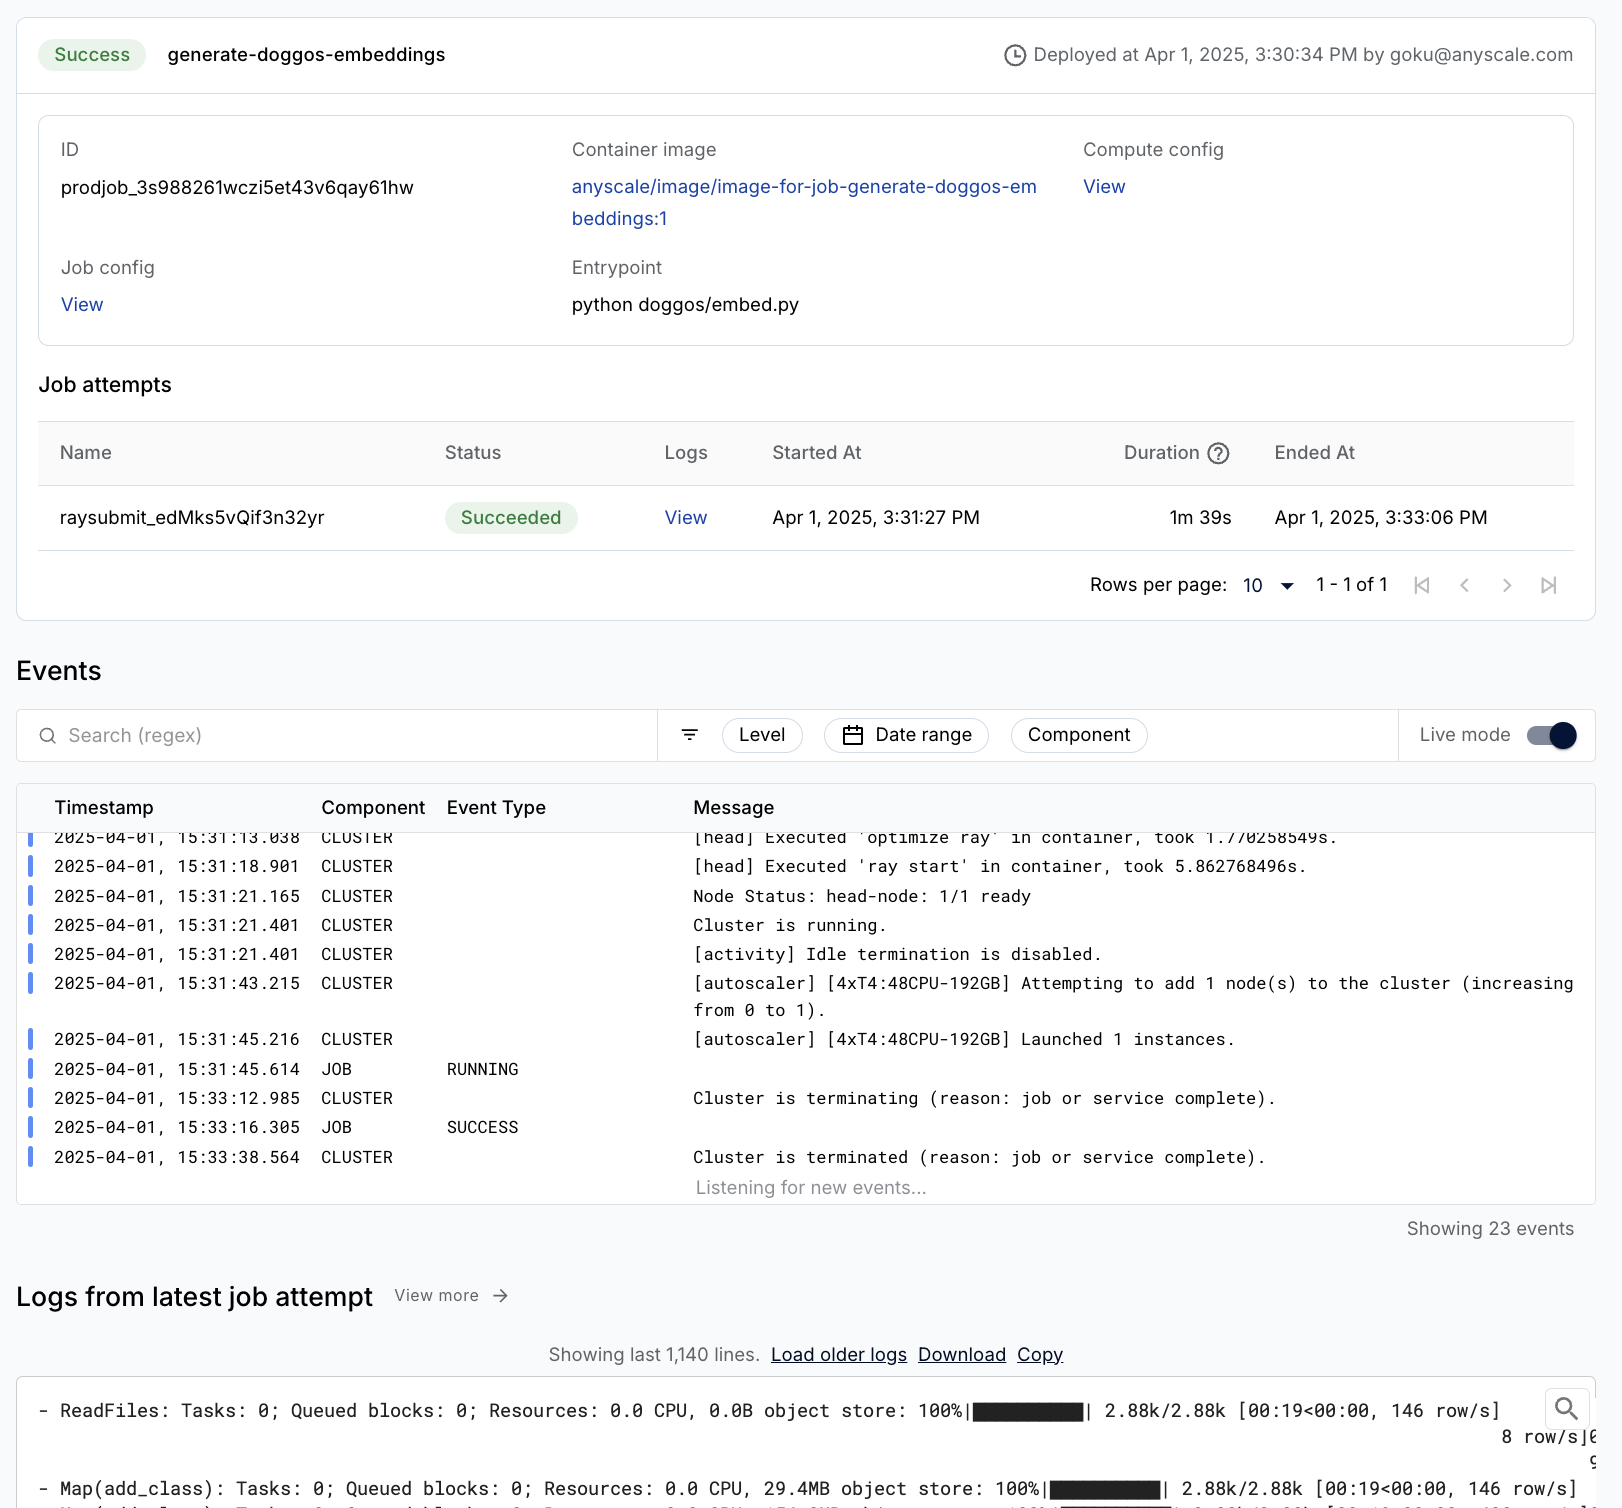 Success generate-doggos-embeddings Deployed at Apr 1, 2025, 3:30:34 PM by goku@anyscale.com
ID Container image Compute config
prodjob_3s988261wczi5et43v6qay61hw anyscale/image/image-for-job-generate-doggos-em View
beddings:1
Job config Entrypoint
View python doggos/embed.py
Job attempts
Name Status Logs Started At Duration Ended At
raysubmit_edMks5vQif3n32yr Succeeded View Apr 1, 2025, 3:31:27 PM 1m 39s Apr 1, 2025, 3:33:06 PM
Rows per page: 10 1 - 1 of 1
Events
Search (regex) Level Date range Component Live mode
Timestamp Component Event Type Message
2025-04-01, 15:31:13.038 CLUSTER [head] Executed 'optimize ray' in container, took 1.770258549s.
2025-04-01, 15:31:18.901 CLUSTER [head] Executed 'ray start' in container, took 5.862768496s.
2025-04-01, 15:31:21.165 CLUSTER Node Status: head-node: 1/1 ready
2025-04-01, 15:31:21.401 CLUSTER Cluster is running.
2025-04-01, 15:31:21.401 CLUSTER [activity] Idle termination is disabled.
2025-04-01, 15:31:43.215 CLUSTER [autoscaler] [4xT4:48CPU-192GB] Attempting to add 1 node(s) to the cluster (increasing
from 0 to 1).
2025-04-01, 15:31:45.216 CLUSTER [autoscaler] [4xT4:48CPU-192GB] Launched 1 instances.
2025-04-01, 15:31:45.614 JOB RUNNING
2025-04-01, 15:33:12.985 CLUSTER Cluster is terminating (reason: job or service complete).
2025-04-01, 15:33:16.305 JOB SUCCESS
2025-04-01, 15:33:38.564 CLUSTER Cluster is terminated (reason: job or service complete).
Listening for new events...
Showing 23 events
Logs from latest job attempt View more →
Showing last 1,140 lines. Load older logs Download Copy
- ReadFiles: Tasks: 0; Queued blocks: 0; Resources: 0.0 CPU, 0.0B object store: 100%|██████████| 2.88k/2.88k [00:19<00:00, 146 row/s]
8 row/s]
- Map(add_class): Tasks: 0; Queued blocks: 0; Resources: 0.0 CPU, 29.4MB object store: 100%|██████████| 2.88k/2.88k [00:19<00:00, 146 row/s]